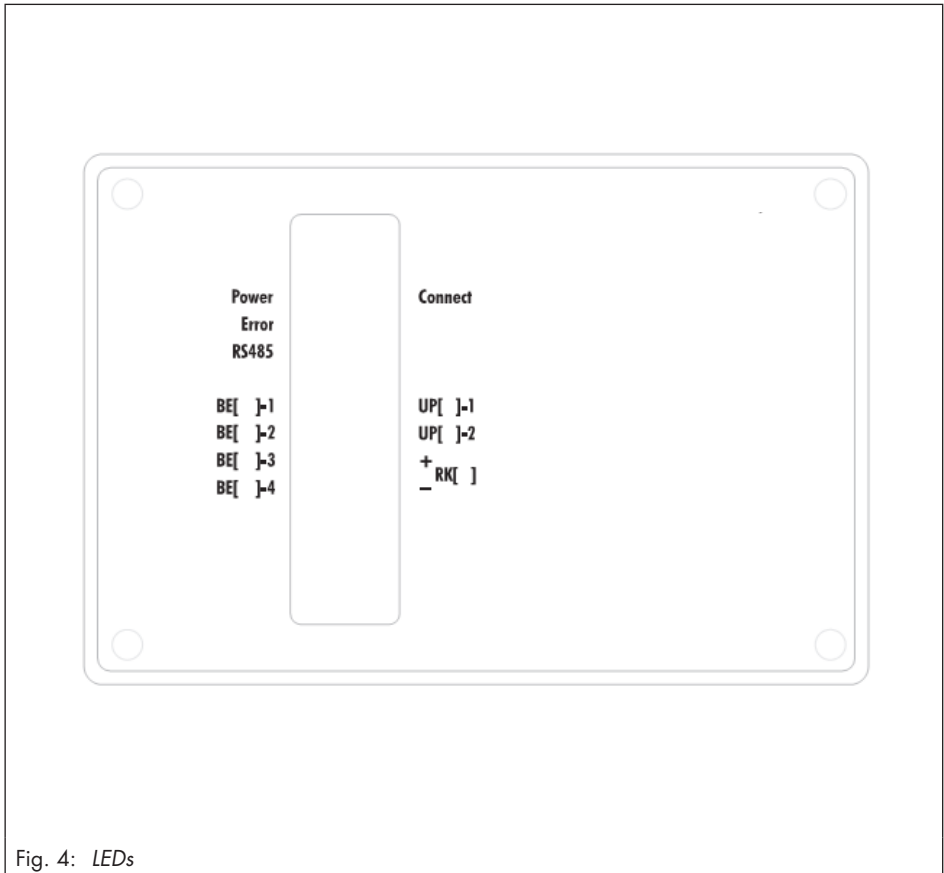 Power
Error
RS485
BE[ ]-1
BE[ ]-2
BE[ ]-3
BE[ ]-4
Connect
UP[ ]-1
UP[ ]-2
+
RK[ ]
–
Fig. 4: LEDs